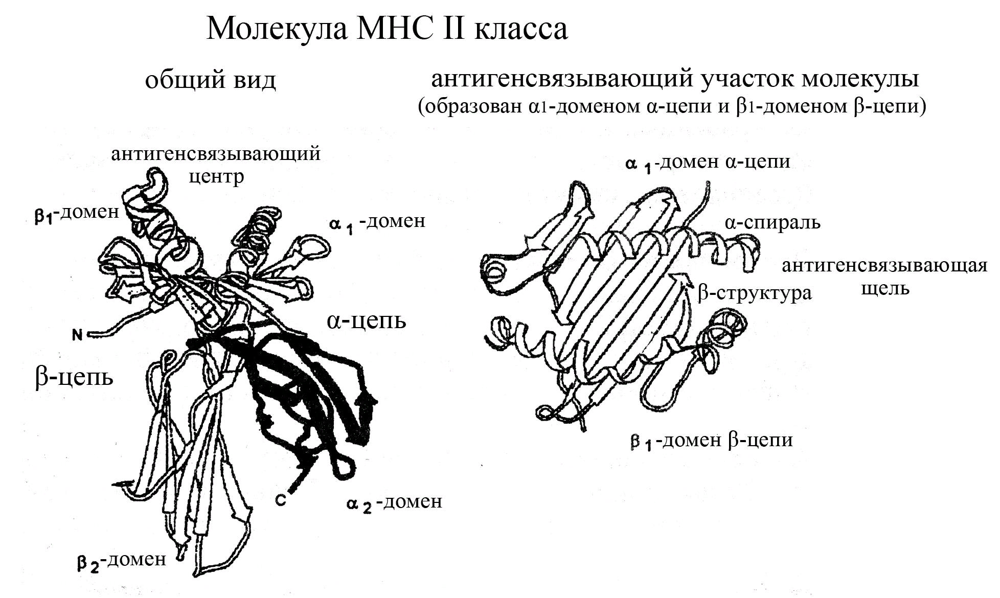 Молекула МНС II класса
общий вид
антигенсвязывающий участок молекулы
(образован α1-доменом α-цепи и β1-доменом β-цепи)
антигенсвязывающий
центр
β1-домен
α1-домен
N
α-цепь
β-цепь
C
α2-домен
β2-домен
α1-домен α-цепи
α-спираль
антигенсвязывающая
щель
β-структура
β1-домен β-цепи